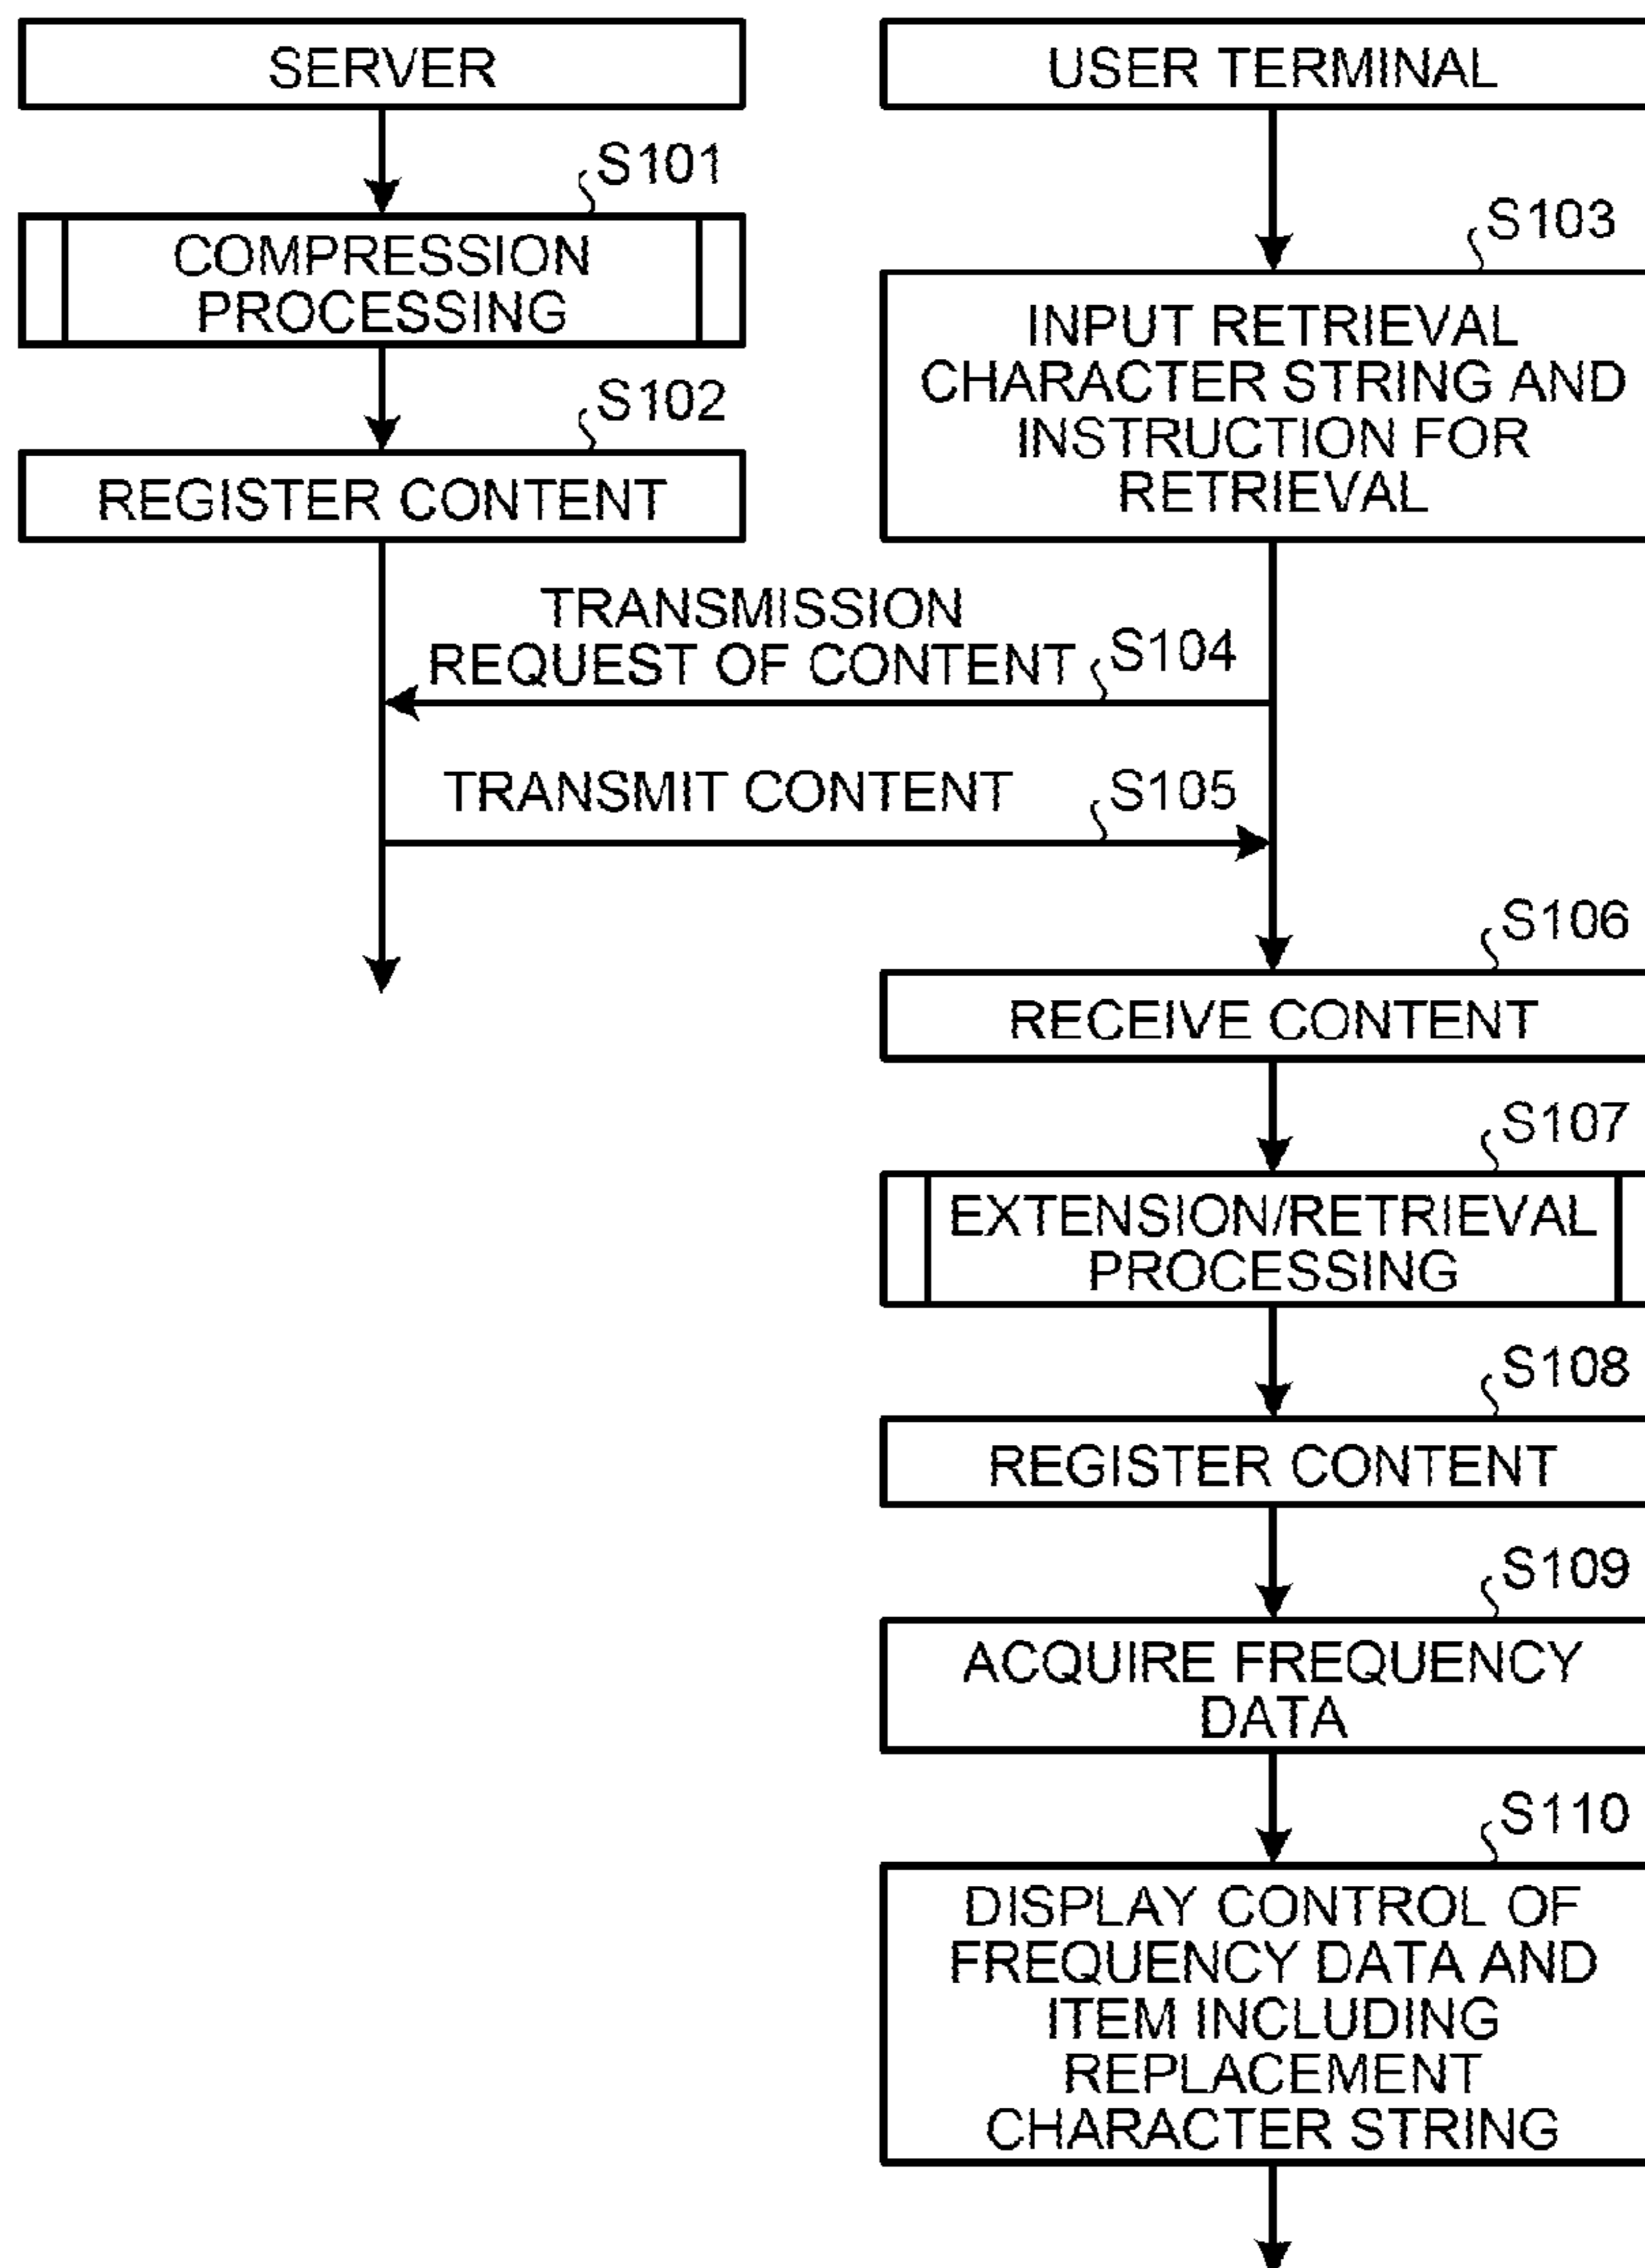 SERVER
USER TERMINAL
S101
COMPRESSION
PROCESSING
S102
REGISTER CONTENT
S103
INPUT RETRIEVAL
CHARACTER STRING AND
INSTRUCTION FOR
RETRIEVAL
TRANSMISSION
REQUEST OF CONTENT
S104
TRANSMIT CONTENT
S105
S106
RECEIVE CONTENT
S107
EXTENSION/RETRIEVAL
PROCESSING
S108
REGISTER CONTENT
S109
ACQUIRE FREQUENCY
DATA
S110
DISPLAY CONTROL OF
FREQUENCY DATA AND
ITEM INCLUDING
REPLACEMENT
CHARACTER STRING